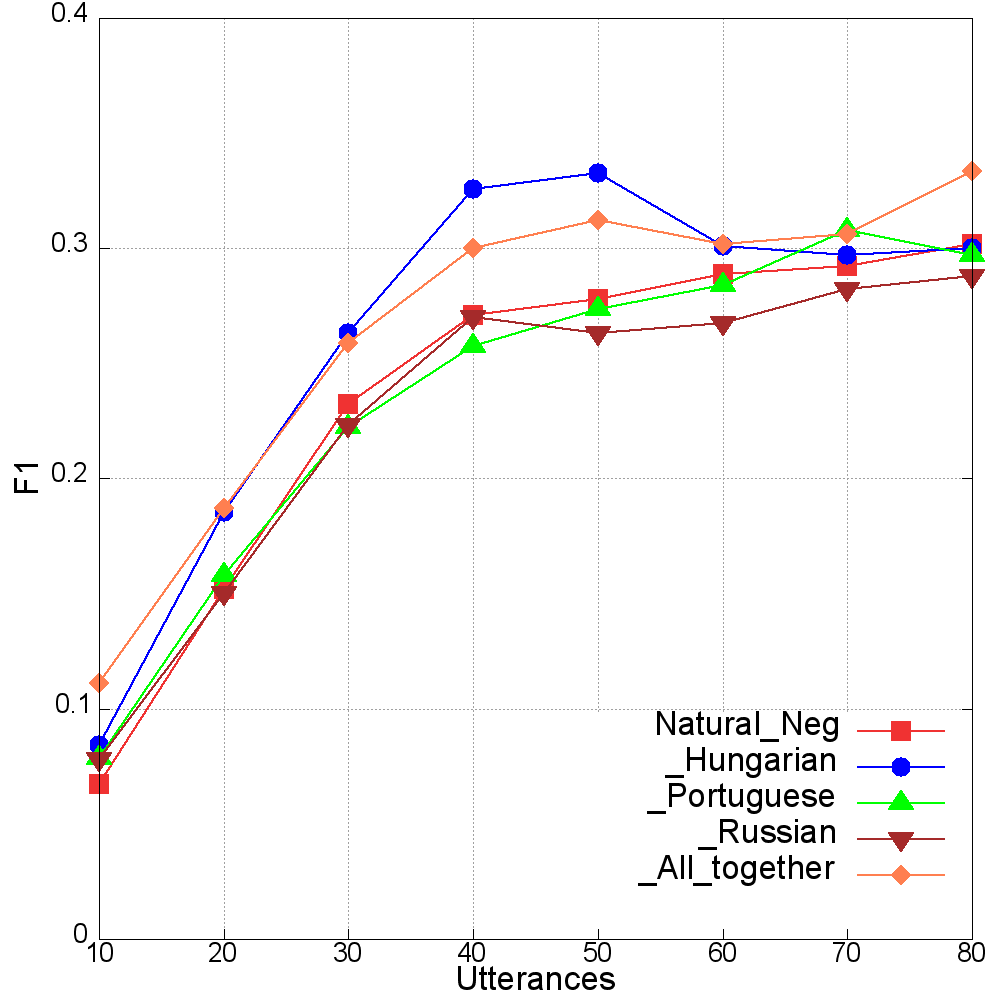 0.4
0.3
0.2
0.1
0
F1
10 20 30 40 50 60 70 80
Utterances
Natural_Neg
_Hungarian
_Portuguese
_Russian
_All_together